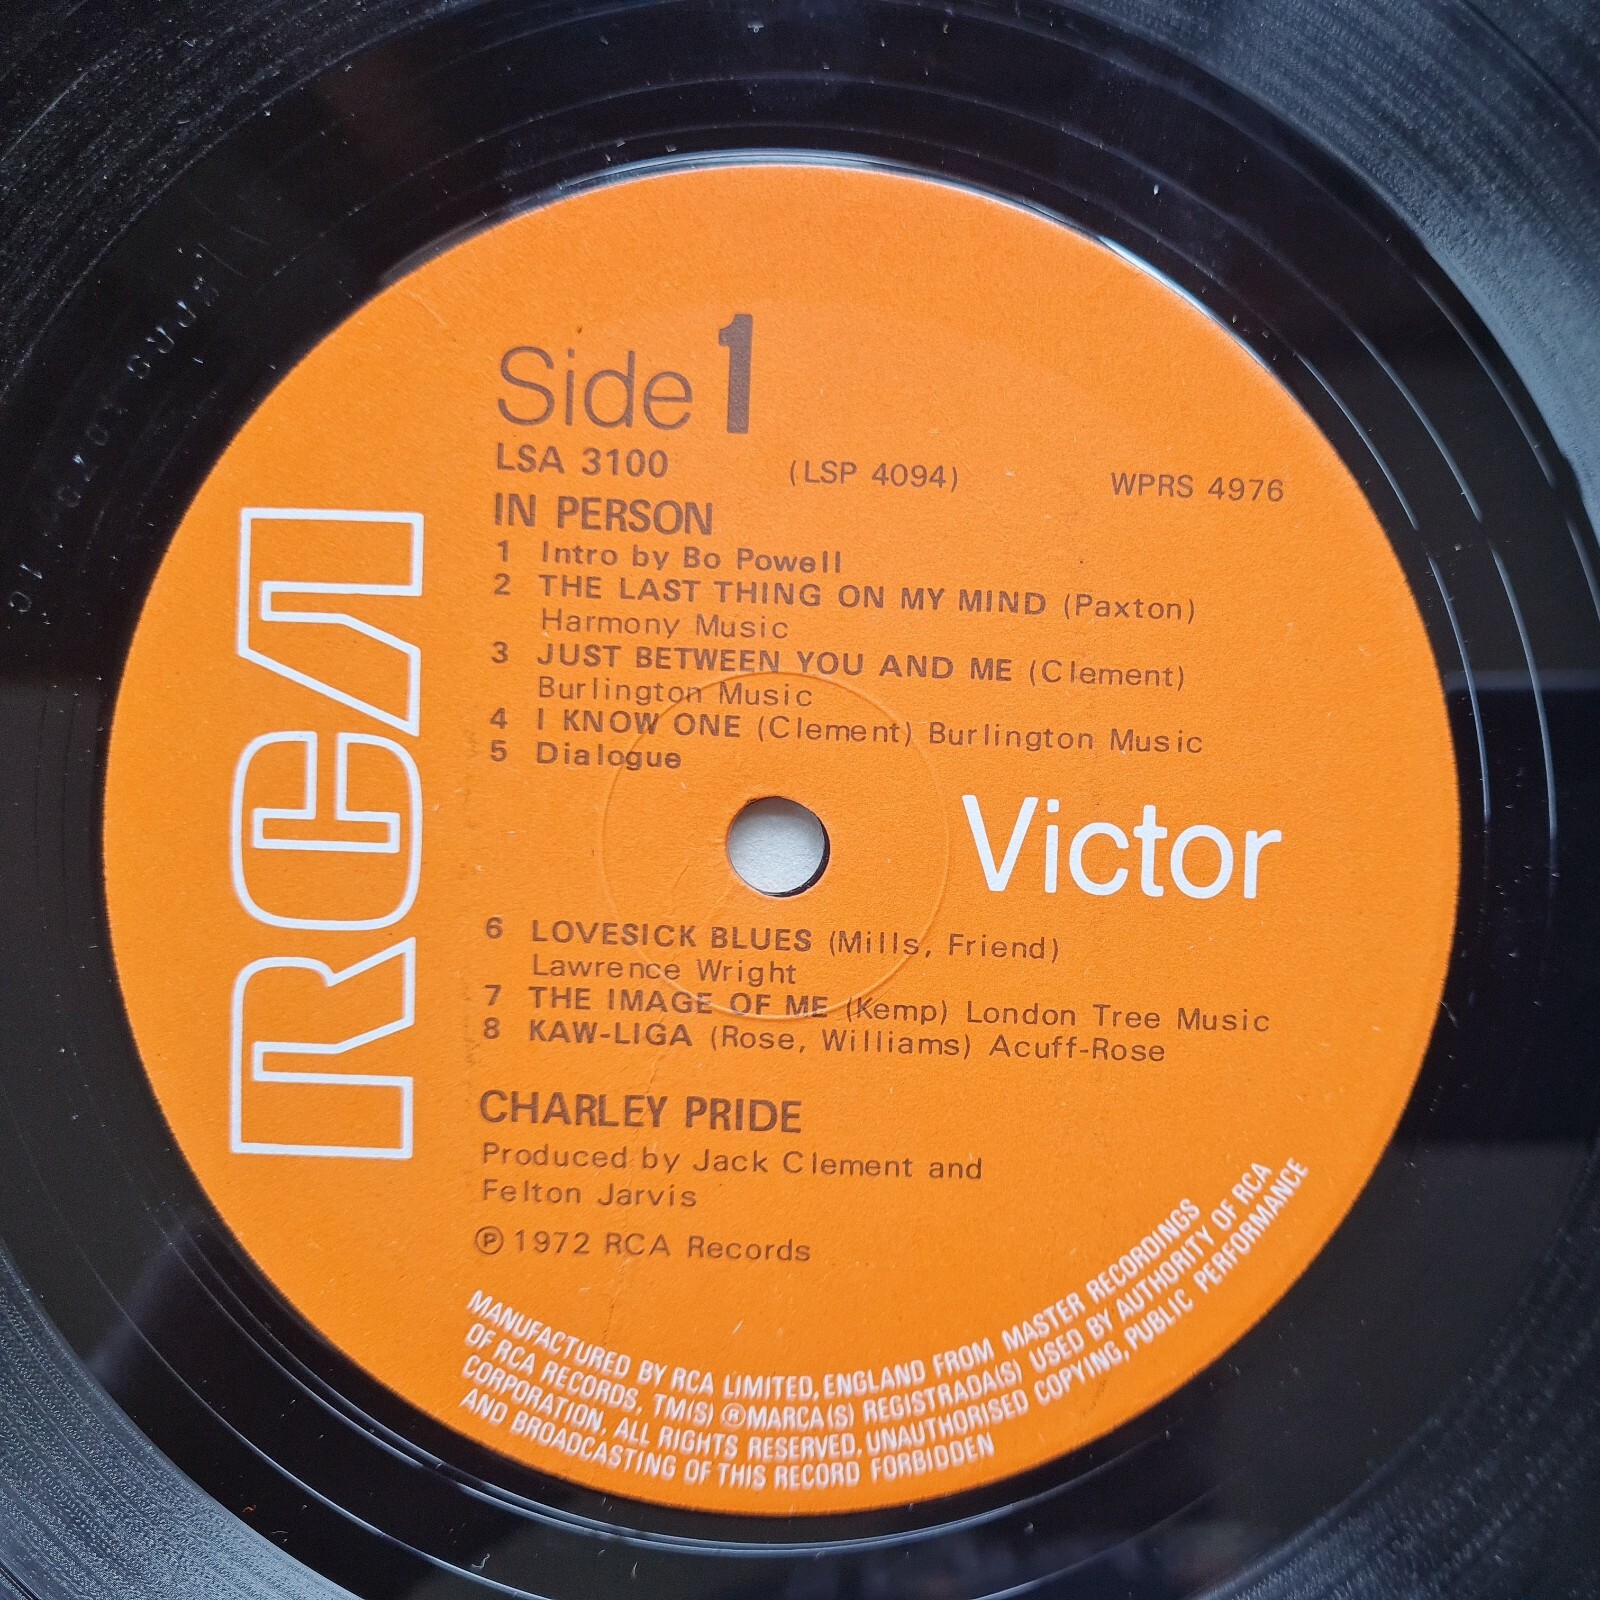 Side 1
LSA 3100 (LSP 4094) WPRS 4976
IN PERSON
1 Intro by Bo Powell
2 THE LAST THING ON MY MIND (Paxton)
Harmony Music
3 JUST BETWEEN YOU AND ME (Clement)
Burlington Music
4 I KNOW ONE (Clement) Burlington Music
5 Dialogue
RCA
Victor
6 LOVESICK BLUES (Mills, Friend)
Lawrence Wright
7 THE IMAGE OF ME (Kemp) London Tree Music
8 KAW-LIGA (Rose, Williams) Acuff-Rose
CHARLEY PRIDE
Produced by Jack Clement and
Felton Jarvis
℗ 1972 RCA Records
MANUFACTURED BY RCA LIMITED, ENGLAND FROM MASTER RECORDINGS
OF RCA RECORDS, TM(S) ® MARCA(S) REGISTRADA(S) USED BY AUTHORITY OF RCA
CORPORATION, ALL RIGHTS RESERVED, UNAUTHORISED COPYING, PUBLIC PERFORMANCE
AND BROADCASTING OF THIS RECORD FORBIDDEN